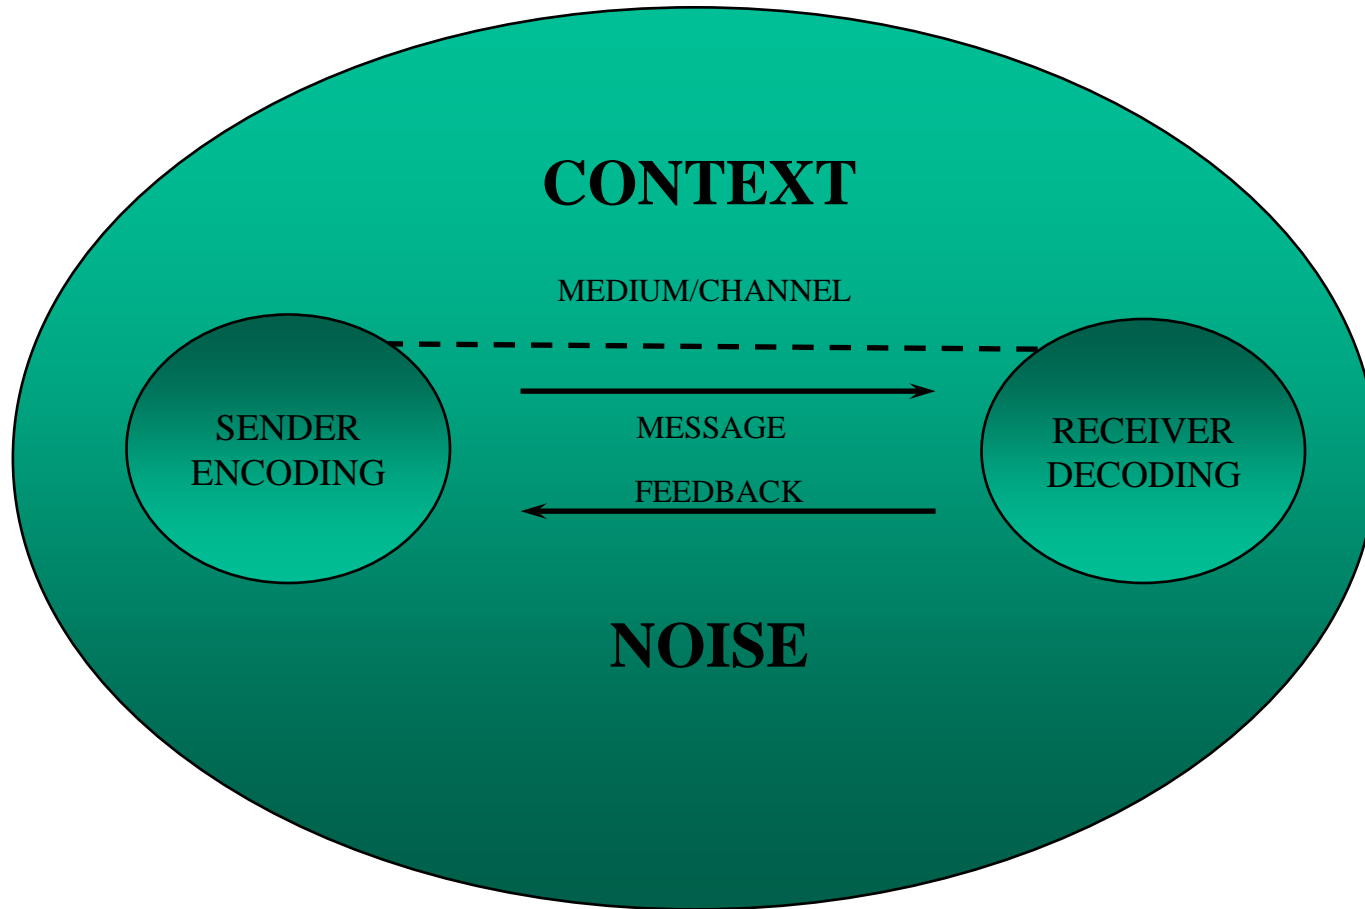 CONTEXT
MEDIUM/CHANNEL
SENDER
ENCODING
MESSAGE
FEEDBACK
RECEIVER
DECODING
NOISE